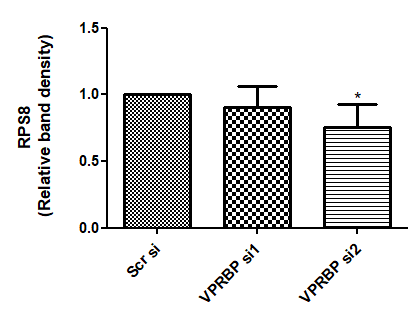 RPS8
(Relative band density)
1.5
1.0
0.5
0.0
*
Scr si
VPRBP si1
VPRBP si2